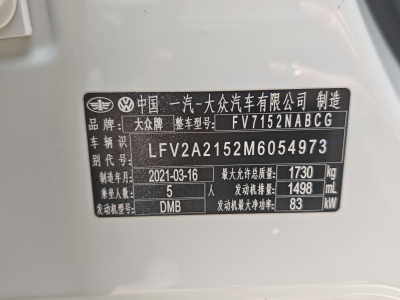 中国 一汽-大众汽车有限公司 制造
品牌: 大众牌 整车型号: FV7152NABCG
车辆识别代号: LFV2A2152M6054973
制造年月: 2021-03-16 最大允许总质量: 1730 kg
乘坐人数: 5 人 发动机排量: 1498 mL
发动机型号: DMB 发动机最大净功率: 83 kW